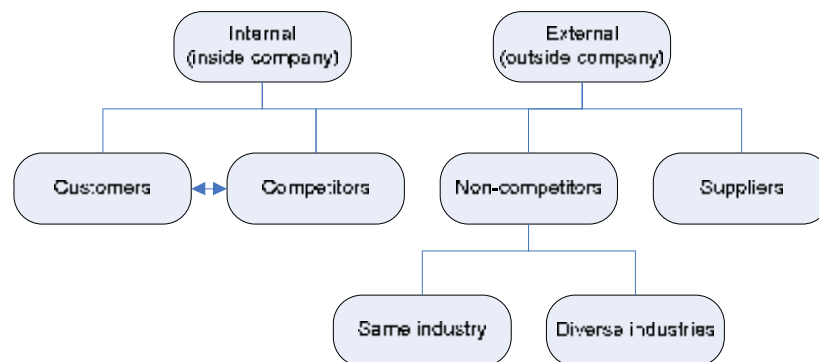 Internal
(inside company)
External
(outside company)
Customers
Competitors
Non-competitors
Suppliers
Same industry
Diverse industries